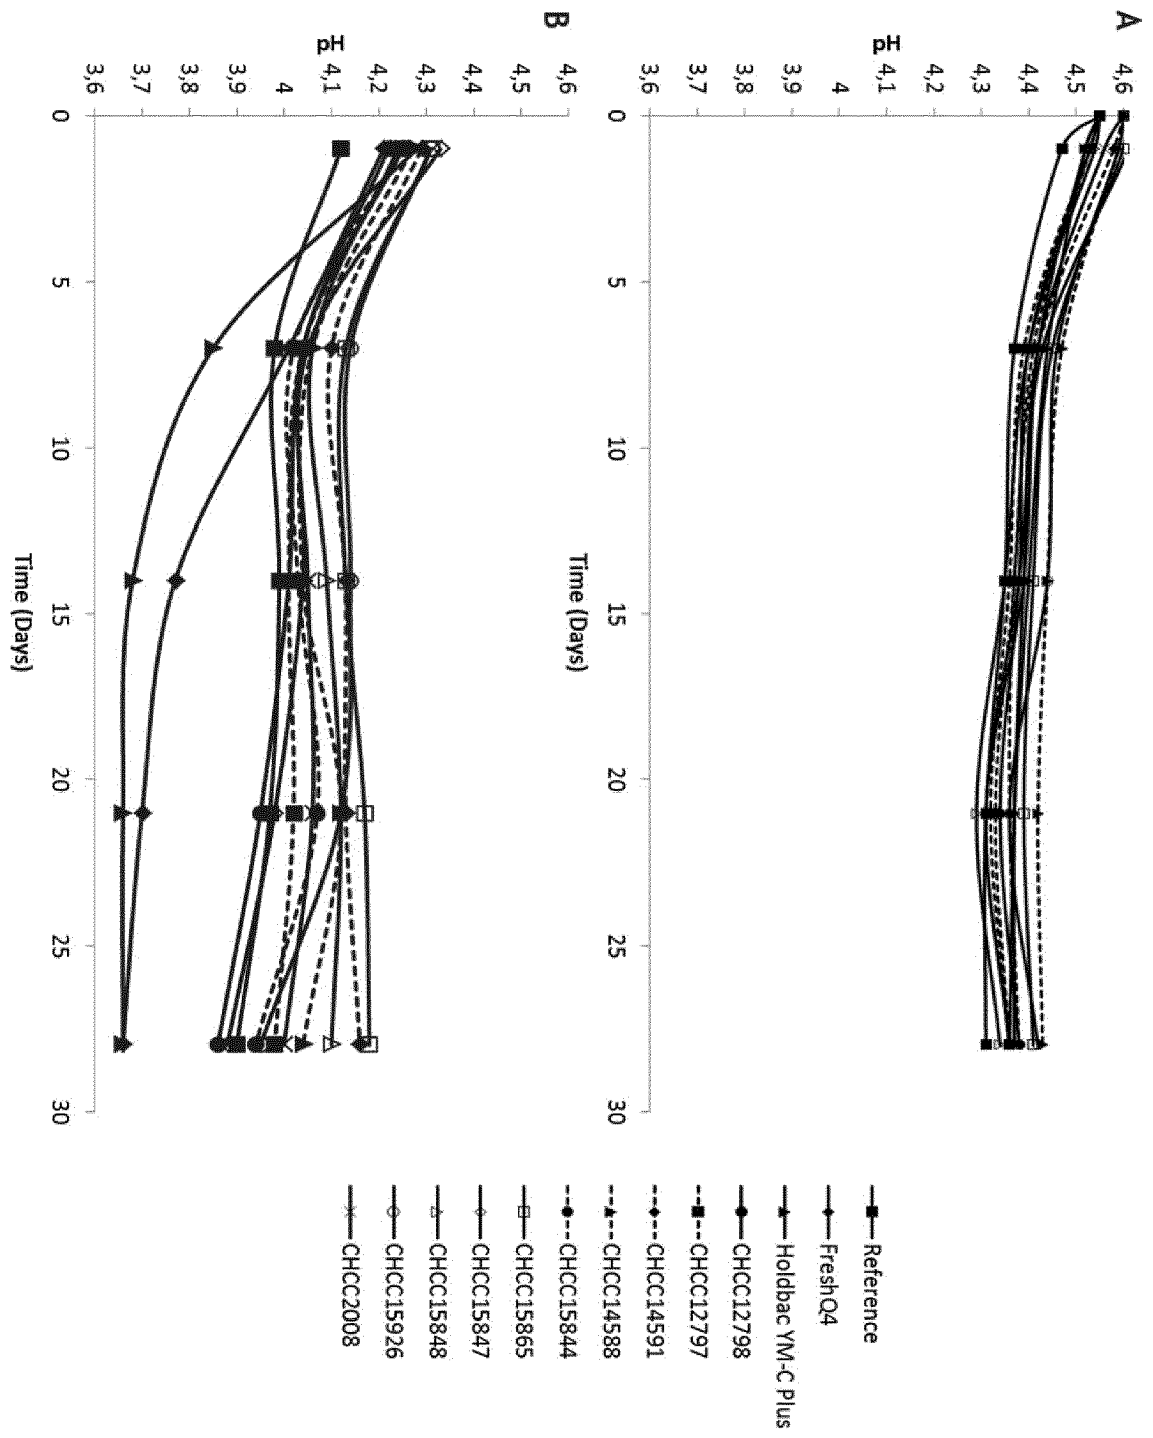 A
pH
4,6
4,5
4,4
4,3
4,2
4,1
4
3,9
3,8
3,7
3,6
0
5
10
15
20
25
30
Time (Days)
B
pH
4,6
4,5
4,4
4,3
4,2
4,1
4
3,9
3,8
3,7
3,6
0
5
10
15
20
25
30
Time (Days)
Reference
FreshQ4
Holdbac YM-C Plus
CHCC12798
CHCC12797
CHCC14591
CHCC14588
CHCC15844
CHCC15865
CHCC15847
CHCC15848
CHCC15926
CHCC2008